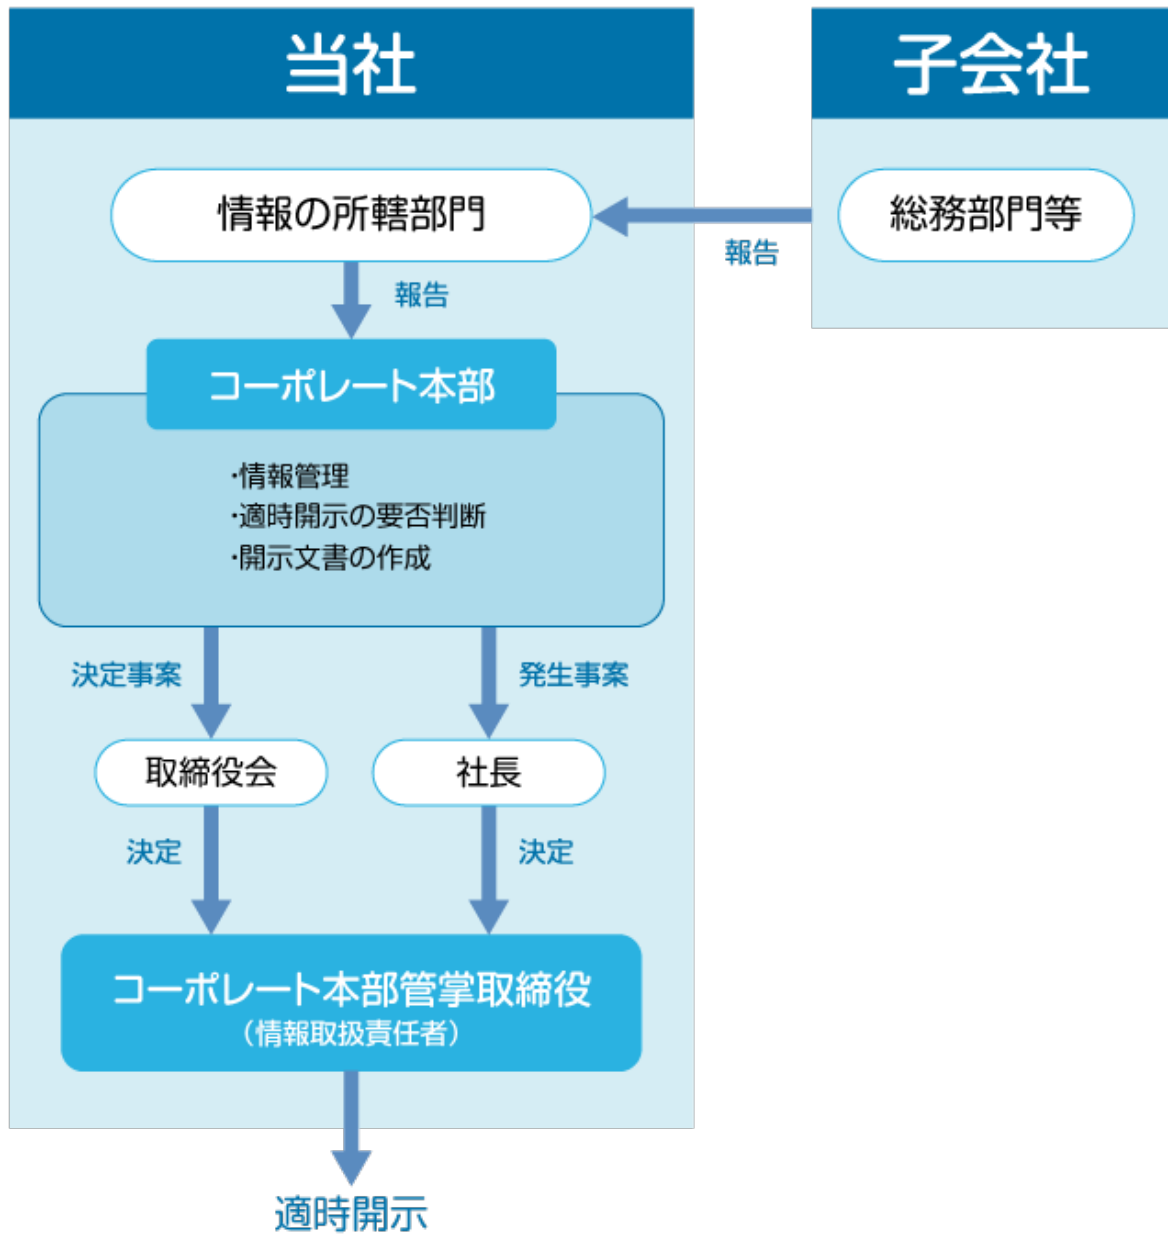 当社
子会社
情報の所轄部門
総務部門等
報告
報告
コーポレート本部
・情報管理
・適時開示の要否判断
・開示文書の作成
決定事案
発生事案
取締役会
社長
決定
決定
コーポレート本部管掌取締役
（情報取扱責任者）
適時開示